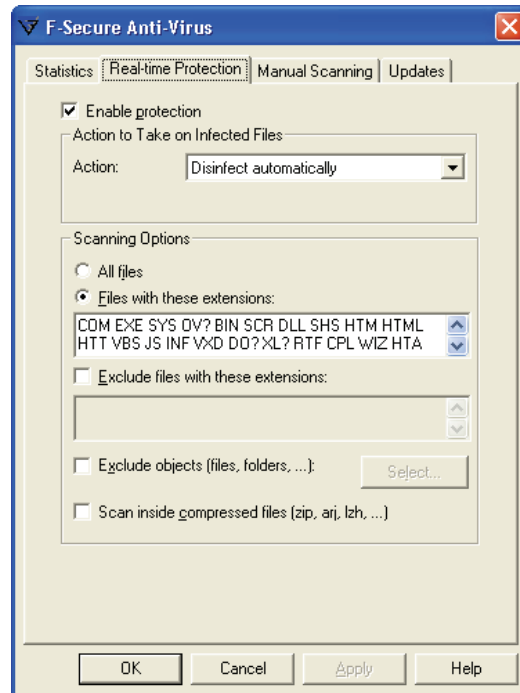 F-Secure Anti-Virus
Statistics Real-time Protection Manual Scanning Updates
Enable protection
Action to Take on Infected Files
Action: Disinfect automatically
Scanning Options
All files
Files with these extensions:
COM EXE SYS OV? BIN SCR DLL SHS HTM HTML
HTT VBS JS INF VXD DO? XL? RTF CPL WIZ HTA
Exclude files with these extensions:
Exclude objects (files, folders, ...): Select...
Scan inside compressed files (zip, arj, lzh, ...)
OK Cancel Apply Help